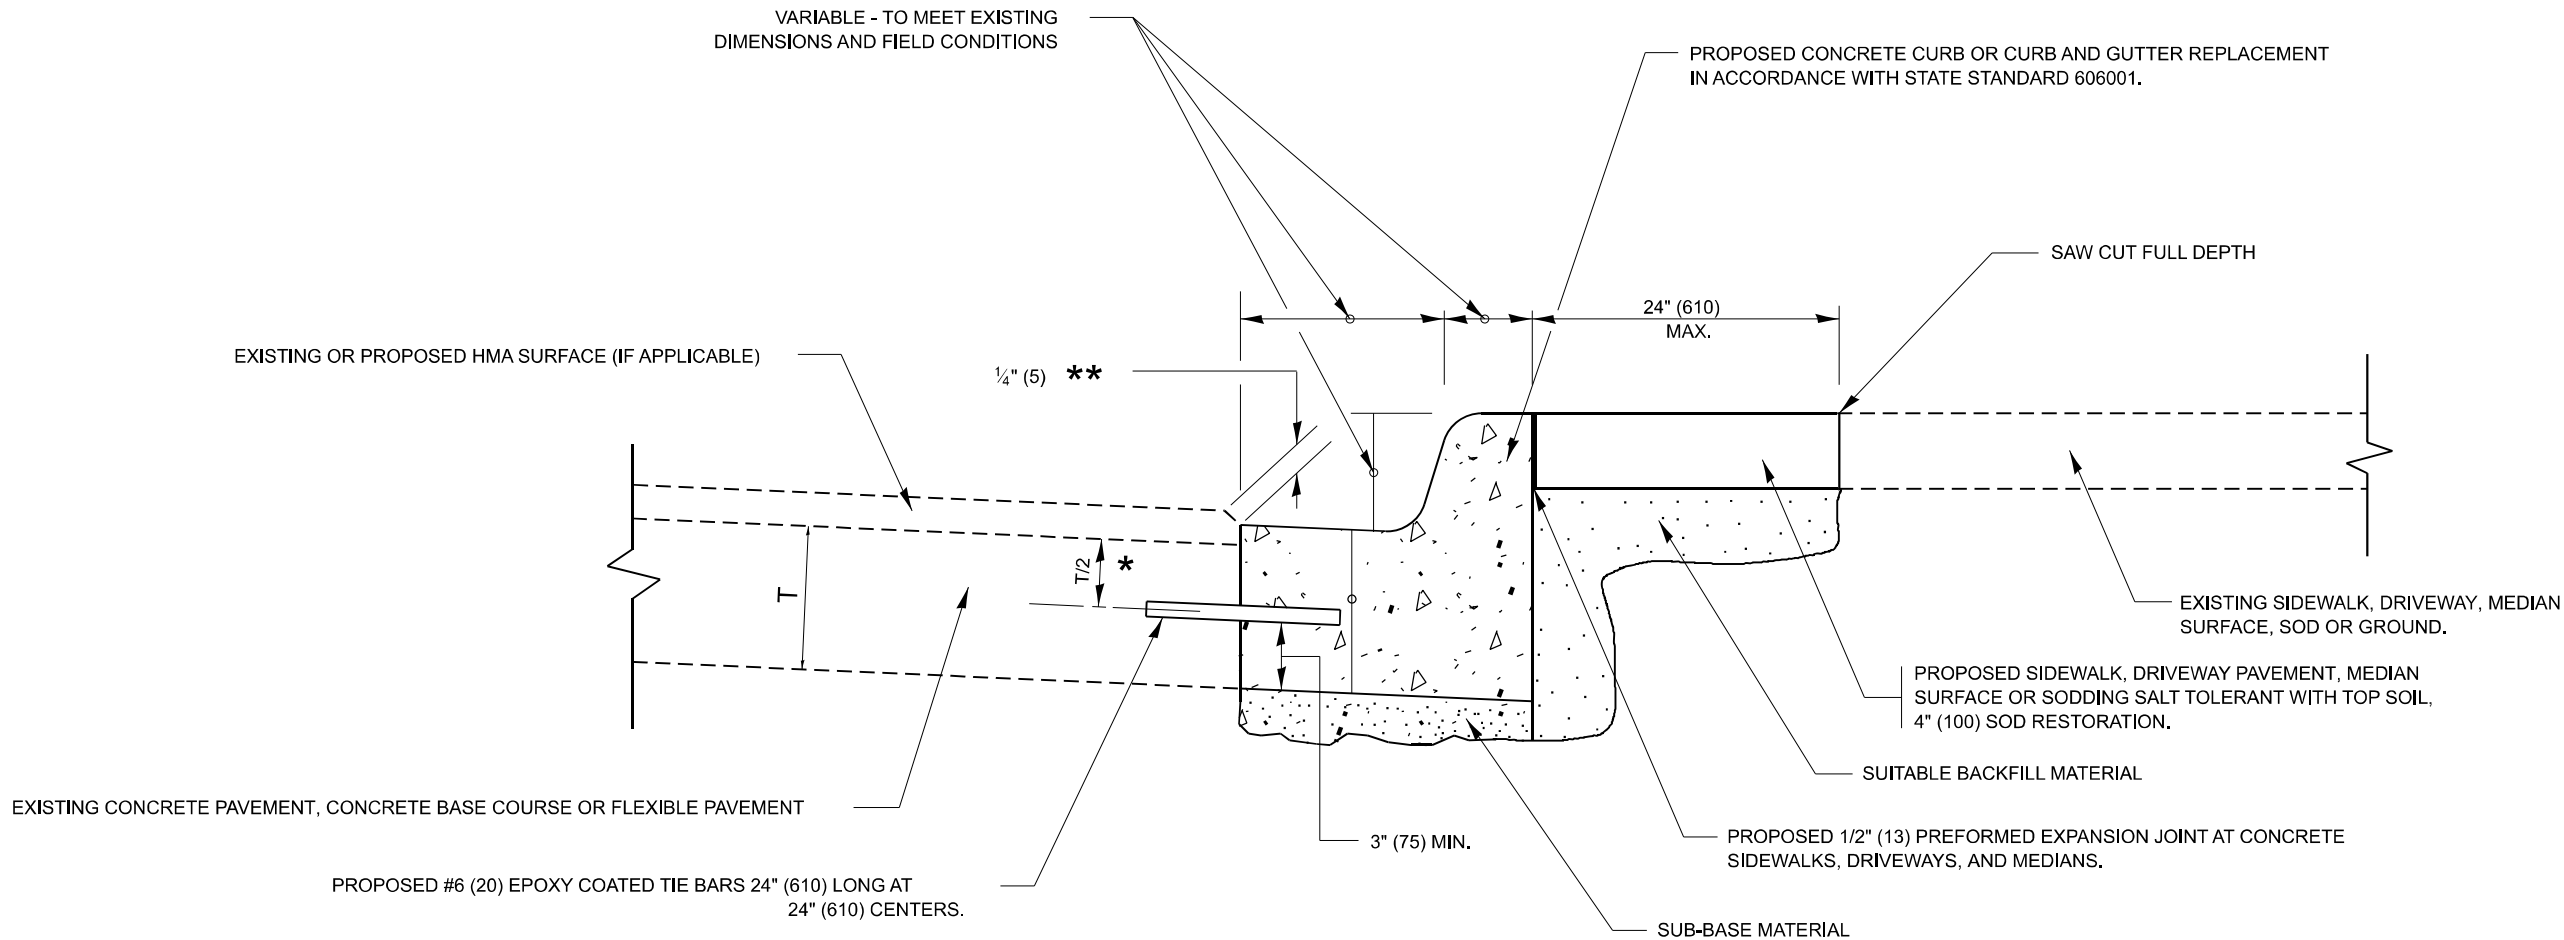 VARIABLE - TO MEET EXISTING
DIMENSIONS AND FIELD CONDITIONS
PROPOSED CONCRETE CURB OR CURB AND GUTTER REPLACEMENT
IN ACCORDANCE WITH STATE STANDARD 606001.
SAW CUT FULL DEPTH
24" (610)
MAX.
EXISTING OR PROPOSED HMA SURFACE (IF APPLICABLE)
¼" (5) **
T/2 *
T
EXISTING SIDEWALK, DRIVEWAY, MEDIAN
SURFACE, SOD OR GROUND.
PROPOSED SIDEWALK, DRIVEWAY PAVEMENT, MEDIAN
SURFACE OR SODDING SALT TOLERANT WITH TOP SOIL,
4" (100) SOD RESTORATION.
SUITABLE BACKFILL MATERIAL
EXISTING CONCRETE PAVEMENT, CONCRETE BASE COURSE OR FLEXIBLE PAVEMENT
3" (75) MIN.
PROPOSED 1/2" (13) PREFORMED EXPANSION JOINT AT CONCRETE
SIDEWALKS, DRIVEWAYS, AND MEDIANS.
PROPOSED #6 (20) EPOXY COATED TIE BARS 24" (610) LONG AT
24" (610) CENTERS.
SUB-BASE MATERIAL